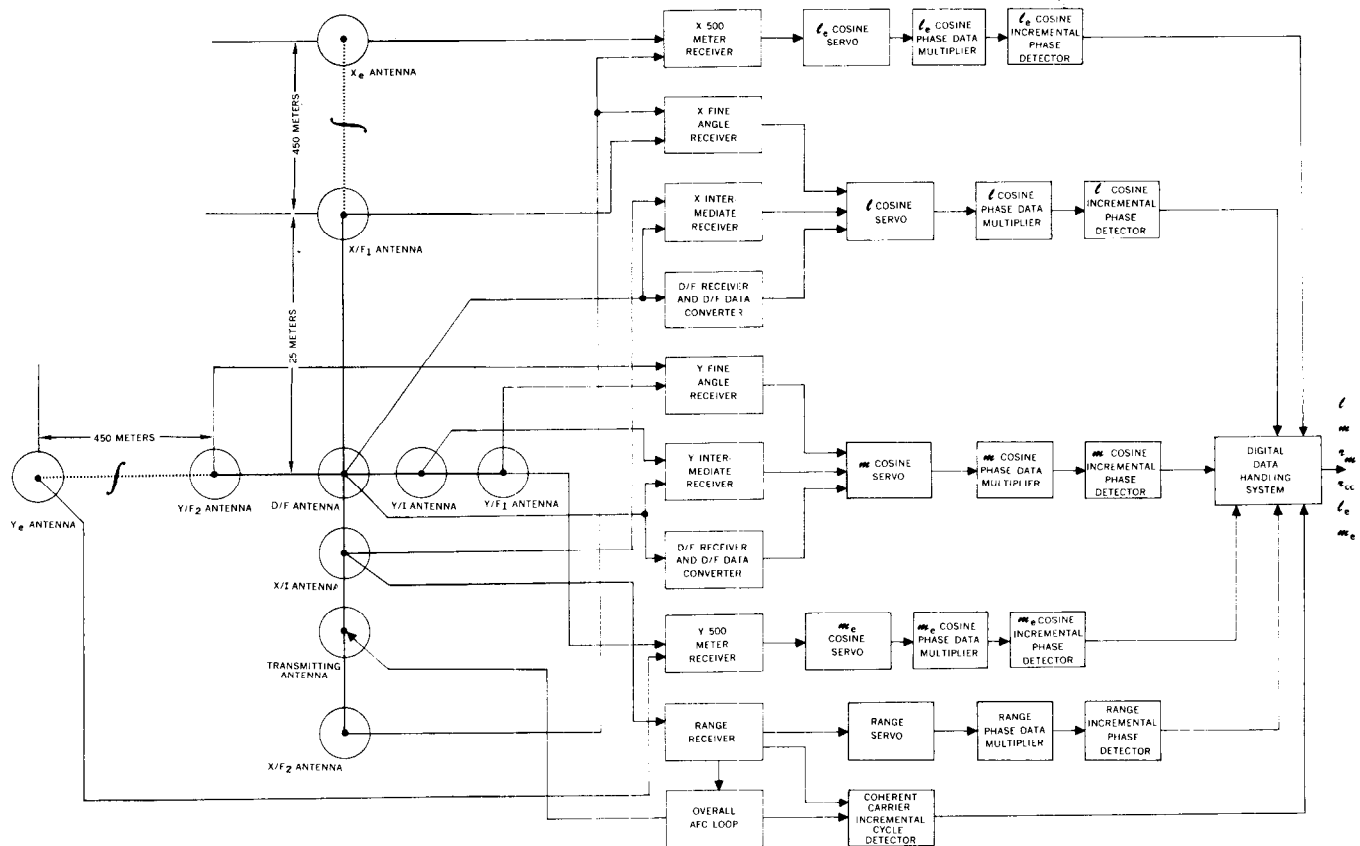 X 500
METER
RECEIVER
ℓe COSINE
SERVO
ℓe COSINE
PHASE DATA
MULTIPLIER
ℓe COSINE
INCREMENTAL
PHASE
DETECTOR
Xe ANTENNA
450 METERS
X FINE
ANGLE
RECEIVER
X INTER-
MEDIATE
RECEIVER
ℓ COSINE
SERVO
ℓ COSINE
PHASE DATA
MULTIPLIER
ℓ COSINE
INCREMENTAL
PHASE
DETECTOR
X/F1 ANTENNA
25 METERS
D/F RECEIVER
AND D/F DATA
CONVERTER
Y FINE
ANGLE
RECEIVER
450 METERS
Y INTER-
MEDIATE
RECEIVER
m COSINE
SERVO
m COSINE
PHASE DATA
MULTIPLIER
m COSINE
INCREMENTAL
PHASE
DETECTOR
DIGITAL
DATA
HANDLING
SYSTEM
ℓ
m
rm
rcc
ℓe
me
Ye ANTENNA
Y/F2 ANTENNA
D/F ANTENNA
Y/I ANTENNA
Y/F1 ANTENNA
D/F RECEIVER
AND D/F DATA
CONVERTER
X/I ANTENNA
Y 500
METER
RECEIVER
me COSINE
SERVO
me COSINE
PHASE DATA
MULTIPLIER
me COSINE
INCREMENTAL
PHASE
DETECTOR
TRANSMITTING
ANTENNA
RANGE
RECEIVER
RANGE
SERVO
RANGE
PHASE DATA
MULTIPLIER
RANGE
INCREMENTAL
PHASE
DETECTOR
X/F2 ANTENNA
OVERALL
AFC LOOP
COHERENT
CARRIER
INCREMENTAL
CYCLE
DETECTOR